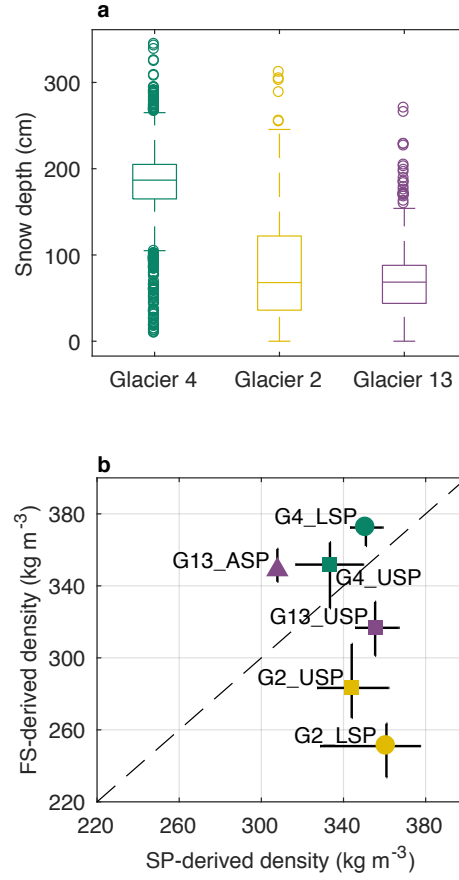 a
Snow depth (cm)
300
200
100
0
Glacier 4 Glacier 2 Glacier 13
b
FS-derived density (kg m⁻³)
380
340
300
260
220
G4_LSP
G13_ASP
G4_USP
G13_USP
G2_USP
G2_LSP
220 260 300 340 380
SP-derived density (kg m⁻³)